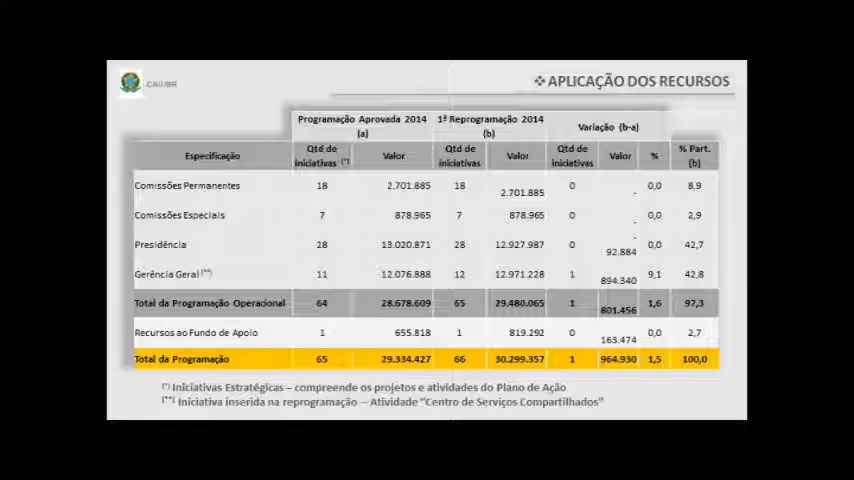 CAU/BR
❖APLICAÇÃO DOS RECURSOS
Programação Aprovada 2014 (a) 1ª Reprogramação 2014 (b) Variação (b-a)
Especificação Qtd de iniciativas (*) Valor Qtd de iniciativas Valor Qtd de iniciativas Valor % % Part. (b)
Comissões Permanentes 18 2.701.885 18 2.701.885 0 - 0,0 8,9
Comissões Especiais 7 878.965 7 878.965 0 - 0,0 2,9
Presidência 28 13.020.871 28 12.927.987 0 - 92.884 0,0 42,7
Gerência Geral (**) 11 12.076.888 12 12.971.228 1 894.340 9,1 42,8
Total da Programação Operacional 64 28.678.609 65 29.480.065 1 801.456 1,6 97,3
Recursos ao Fundo de Apoio 1 655.818 1 819.292 0 163.474 0,0 2,7
Total da Programação 65 29.334.427 66 30.299.357 1 964.930 1,5 100,0
(*) Iniciativas Estratégicas – compreende os projetos e atividades do Plano de Ação
(**) Iniciativa inserida na reprogramação – Atividade “Centro de Serviços Compartilhados”